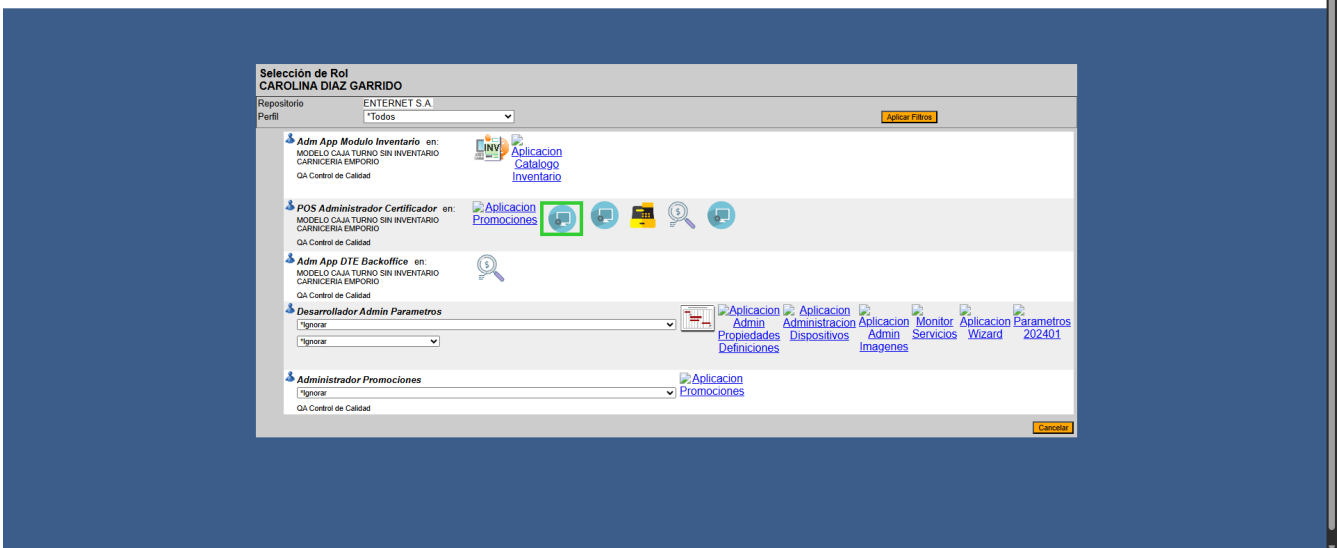 Selección de Rol
CAROLINA DIAZ GARRIDO
Repositorio ENTERNET S.A.
Perfil *Todos Aplicar Filtros
Adm App Modulo Inventario en:
MODELO CAJA TURNO SIN INVENTARIO
CARNICERIA EMPORIO
QA Control de Calidad
INV
Aplicacion
Catalogo
Inventario
POS Administrador Certificador en:
MODELO CAJA TURNO SIN INVENTARIO
CARNICERIA EMPORIO
QA Control de Calidad
Aplicacion
Promociones
Adm App DTE Backoffice en:
MODELO CAJA TURNO SIN INVENTARIO
CARNICERIA EMPORIO
QA Control de Calidad
Desarrollador Admin Parametros
*Ignorar
*Ignorar
Aplicacion
Admin
Propiedades
Definiciones
Aplicacion
Administracion
Dispositivos
Aplicacion
Admin
Imagenes
Monitor
Servicios
Aplicacion
Wizard
Parametros
202401
Administrador Promociones
*Ignorar
QA Control de Calidad
Aplicacion
Promociones
Cancelar